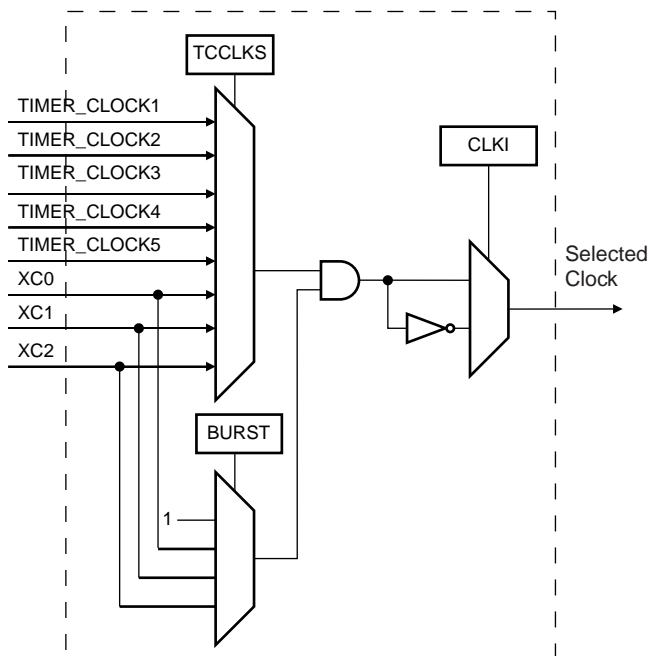 TCCLKS
TIMER_CLOCK1
TIMER_CLOCK2
TIMER_CLOCK3
TIMER_CLOCK4
TIMER_CLOCK5
XC0
XC1
XC2
CLKI
Selected
Clock
BURST
1